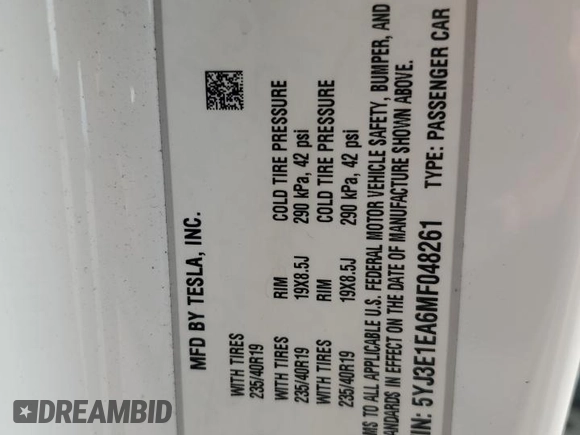 MFD BY TESLA, INC.
WITH TIRES
235/40R19
WITH TIRES RIM COLD TIRE PRESSURE
235/40R19 19X8.5J 290 kPa, 42 psi
WITH TIRES RIM COLD TIRE PRESSURE
235/40R19 19X8.5J 290 kPa, 42 psi
MS TO ALL APPLICABLE U.S. FEDERAL MOTOR VEHICLE SAFETY, BUMPER, AND
ANDARDS IN EFFECT ON THE DATE OF MANUFACTURE SHOWN ABOVE.
IN: 5YJ3E1EA6MF048261 TYPE: PASSENGER CAR
DREAMBID